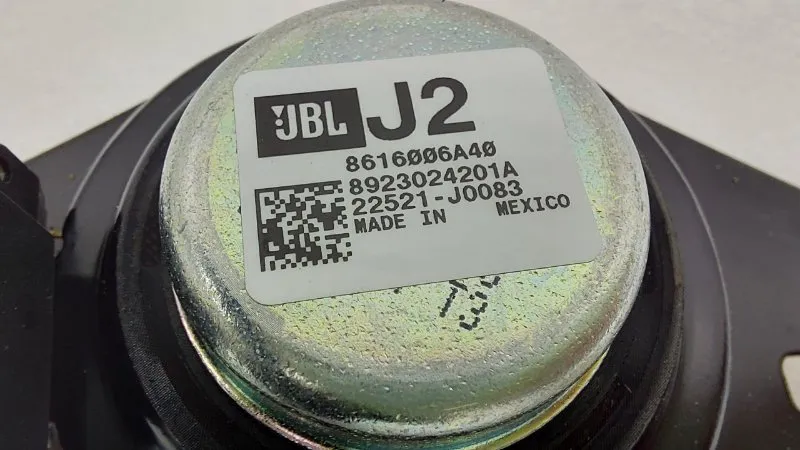 JBL J2
8616006A40
8923024201A
22521-J0083
MADE IN MEXICO